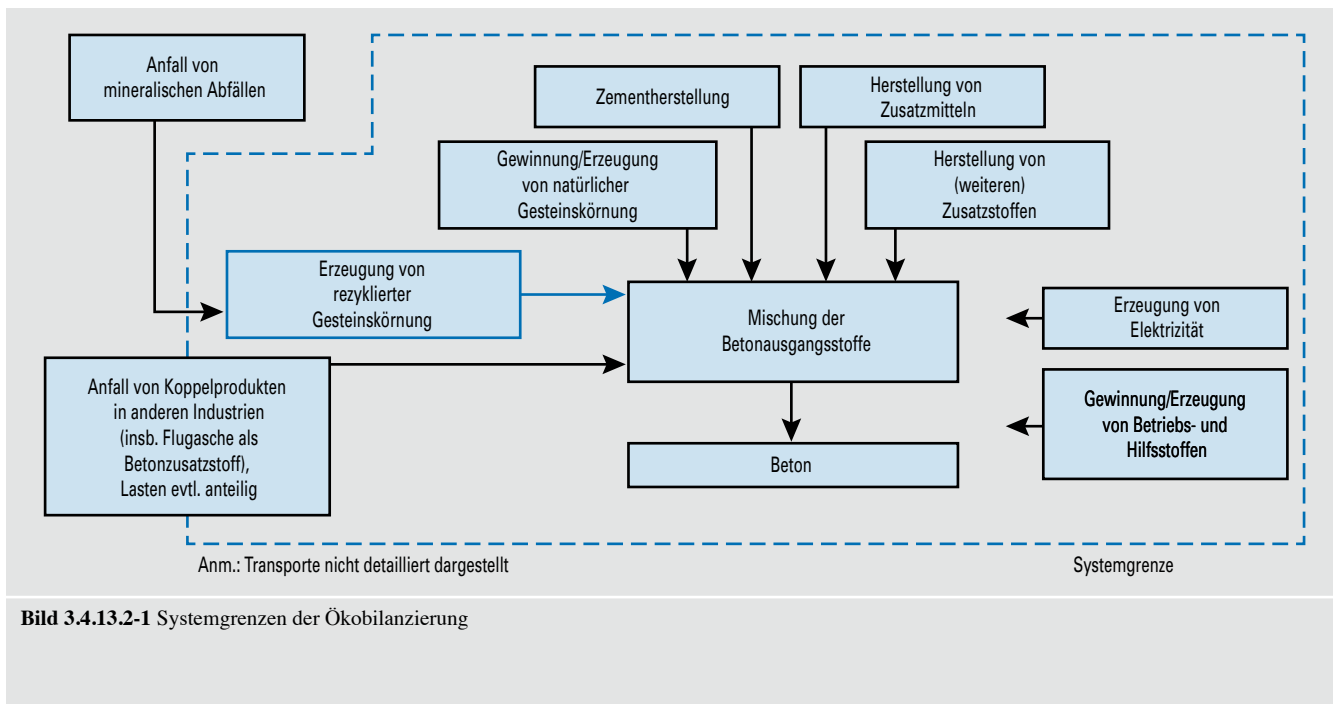 Anfall von
mineralischen Abfällen
Zementherstellung
Herstellung von
Zusatzmitteln
Gewinnung/Erzeugung
von natürlicher
Gesteinskörnung
Herstellung von
(weiteren)
Zusatzstoffen
Erzeugung von
rezyklierter
Gesteinskörnung
Mischung der
Betonausgangsstoffe
Erzeugung von
Elektrizität
Anfall von Koppelprodukten
in anderen Industrien
(insb. Flugasche als
Betonzusatzstoff),
Lasten evtl. anteilig
Gewinnung/Erzeugung
von Betriebs- und
Hilfsstoffen
Beton
Anm.: Transporte nicht detailliert dargestellt
Systemgrenze
Bild 3.4.13.2-1 Systemgrenzen der Ökobilanzierung